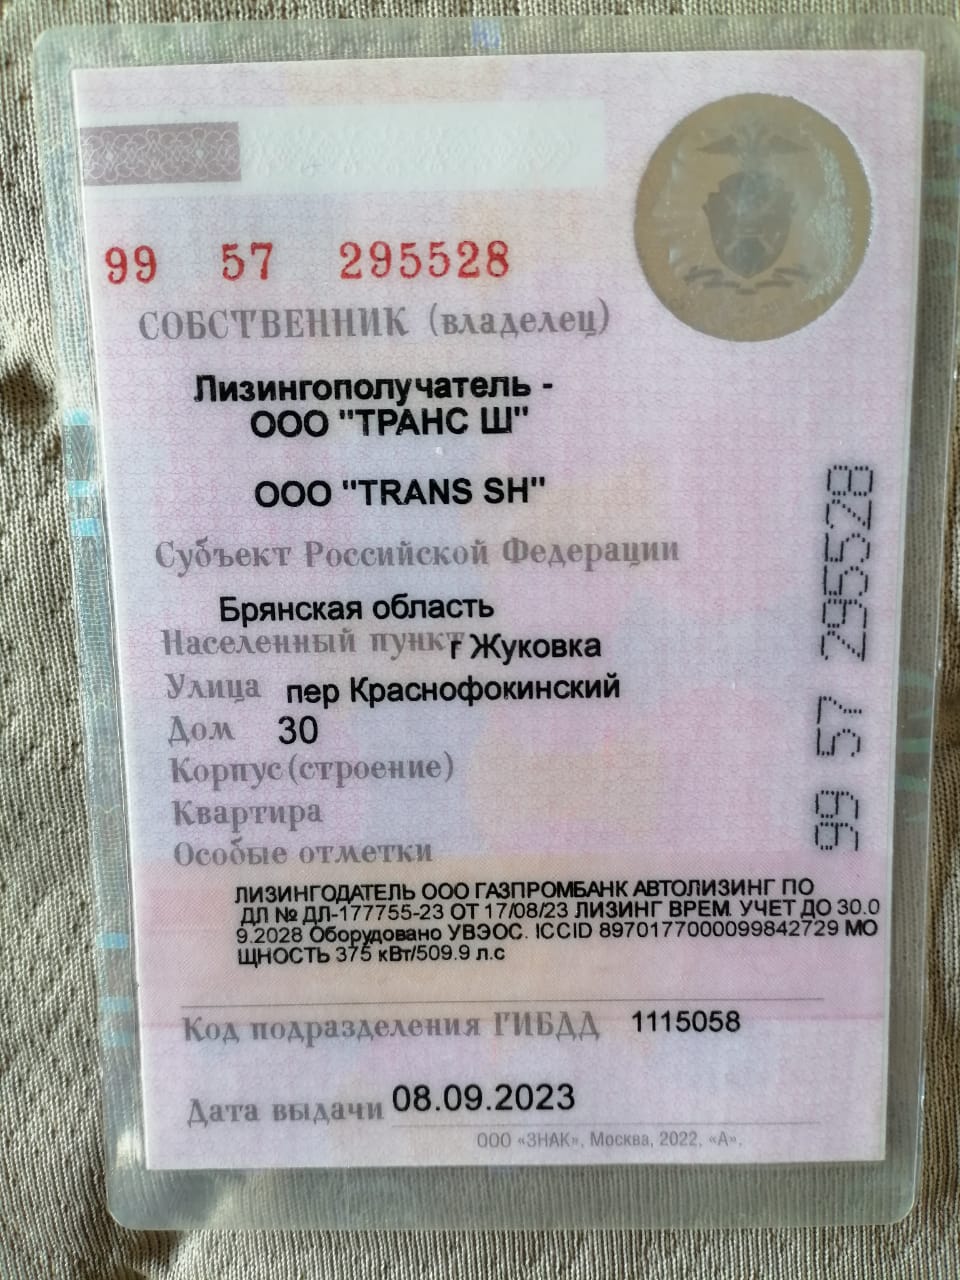 99 57 295528
СОБСТВЕННИК (владелец)
Лизингополучатель -
ООО "ТРАНС Ш"
OOO "TRANS SH"
Субъект Российской Федерации
Брянская область
Населенный пункт г Жуковка
Улица пер Краснофокинский
Дом 30
Корпус (строение)
Квартира
Особые отметки
ЛИЗИНГОДАТЕЛЬ ООО ГАЗПРОМБАНК АВТОЛИЗИНГ ПО
ДЛ № ДЛ-177755-23 ОТ 17/08/23 ЛИЗИНГ ВРЕМ. УЧЕТ ДО 30.0
9.2028 Оборудовано УВЭОС. ICCID 8970177000099842729 МО
ЩНОСТЬ 375 кВт/509.9 л.с
Код подразделения ГИБДД 1115058
Дата выдачи 08.09.2023
ООО «ЗНАК», Москва, 2022, «А».
99 57 295528